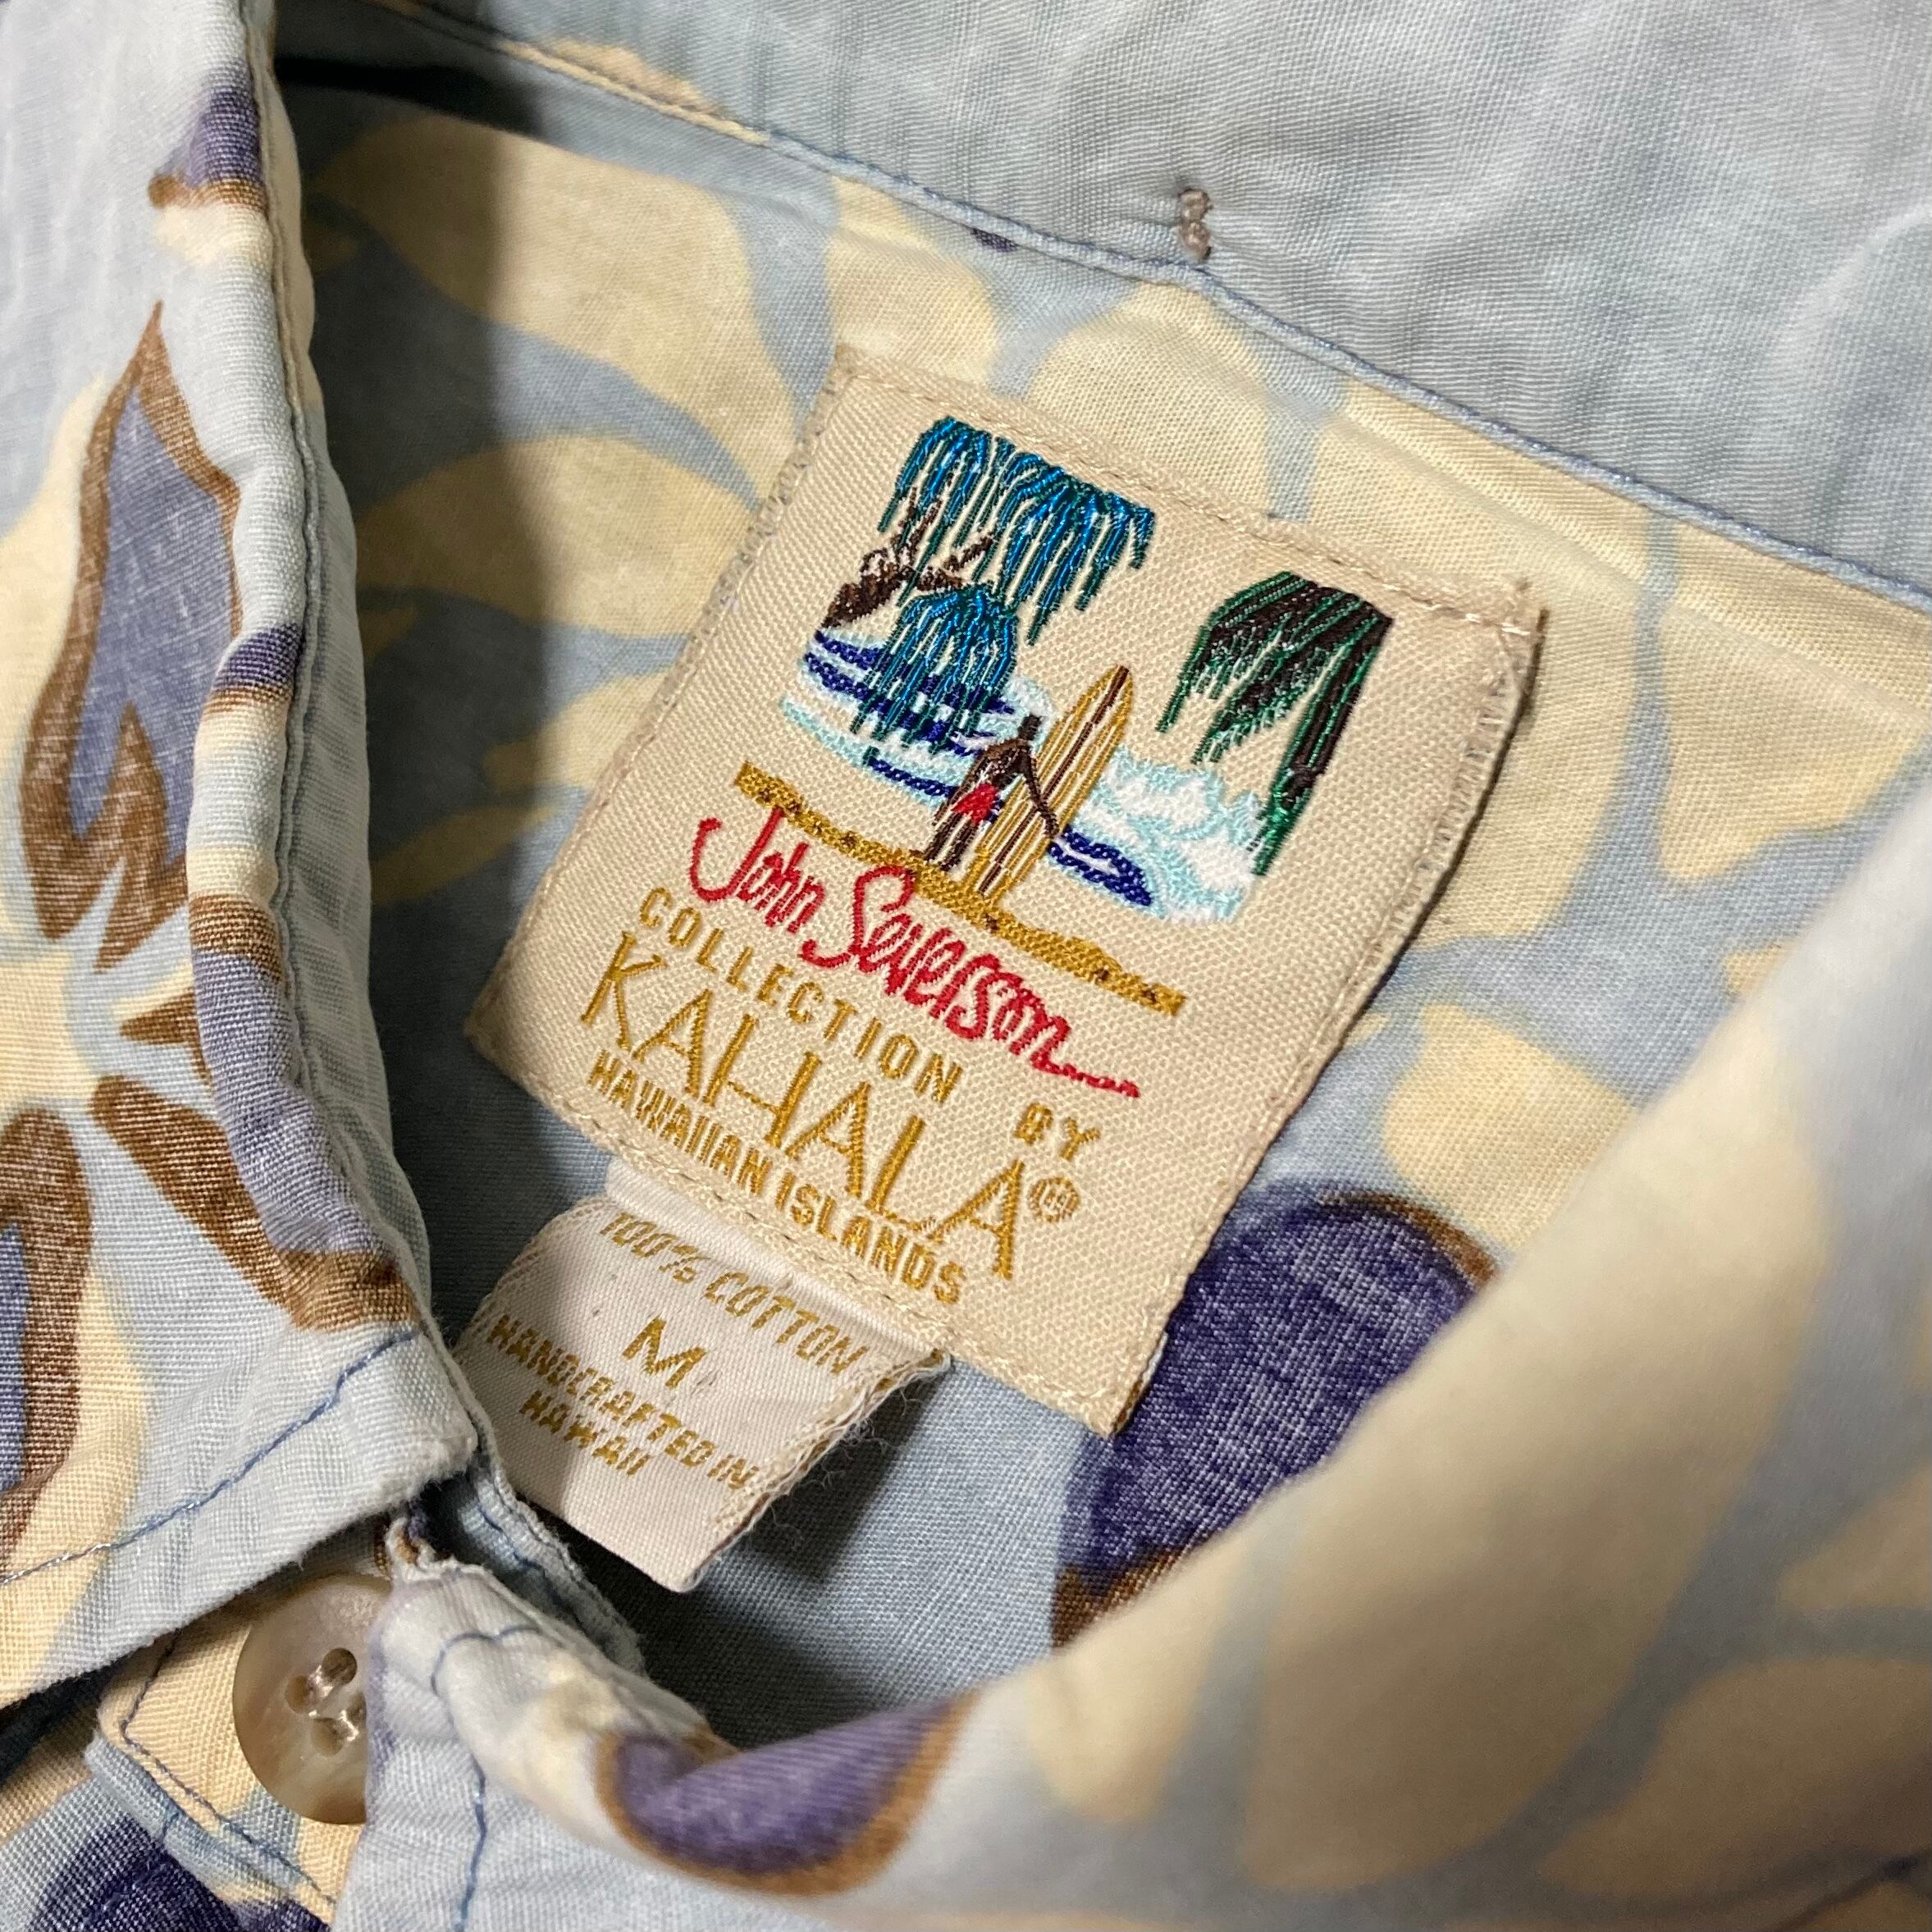 John Severson
COLLECTION BY
KAHALA®
HAWAIIAN ISLANDS
100% COTTON
M
HANDCRAFTED IN
HAWAII